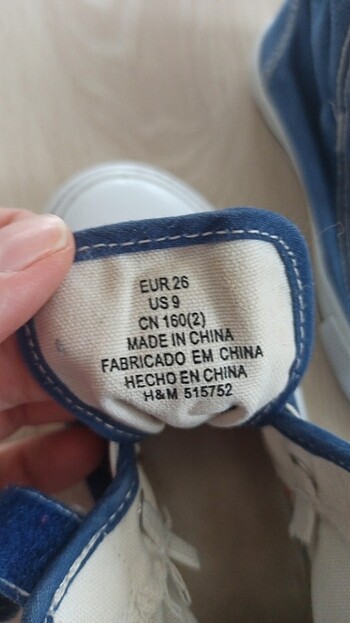 EUR 26
US 9
CN 160(2)
MADE IN CHINA
FABRICADO EM CHINA
HECHO EN CHINA
H&M 515752